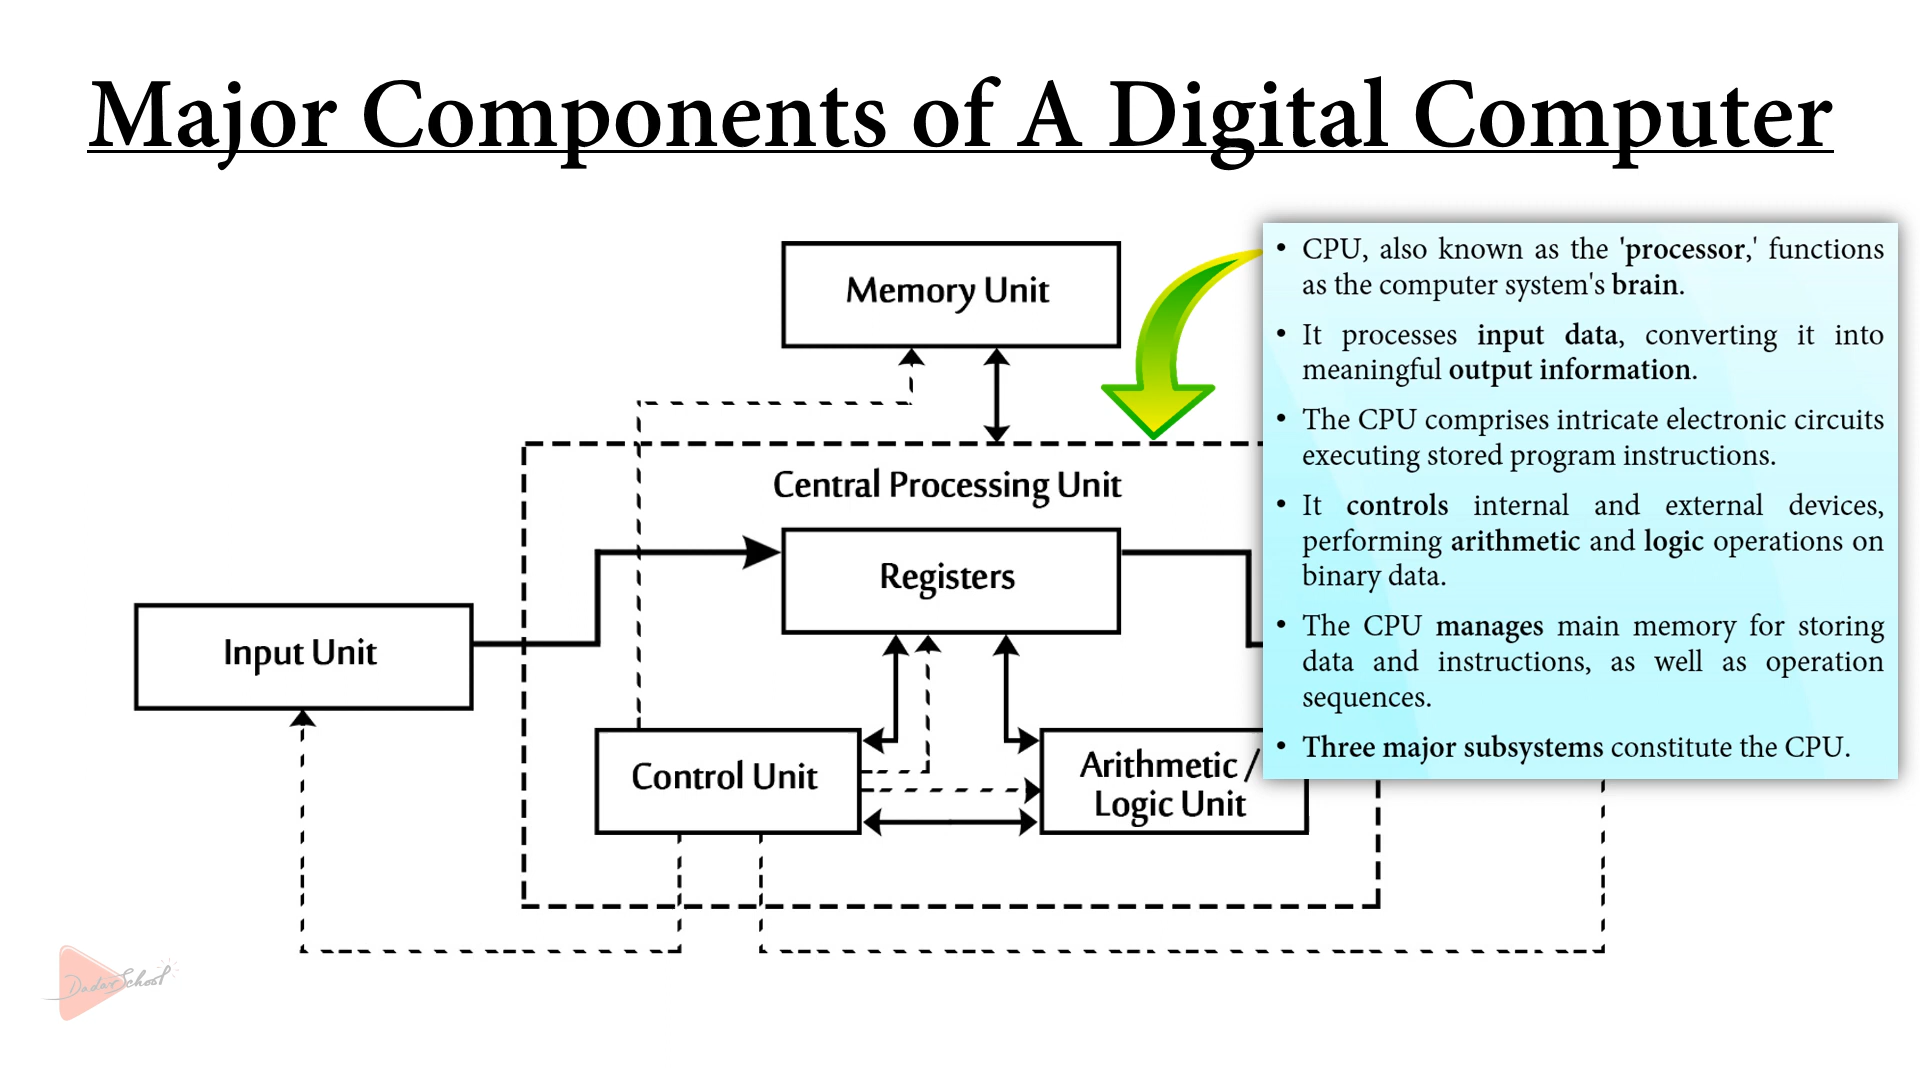 Major Components of A Digital Computer
Memory Unit
Central Processing Unit
Registers
Input Unit
Control Unit
Arithmetic /
Logic Unit
• CPU, also known as the 'processor,' functions
as the computer system's brain.
• It processes input data, converting it into
meaningful output information.
• The CPU comprises intricate electronic circuits
executing stored program instructions.
• It controls internal and external devices,
performing arithmetic and logic operations on
binary data.
• The CPU manages main memory for storing
data and instructions, as well as operation
sequences.
• Three major subsystems constitute the CPU.
Dadar School